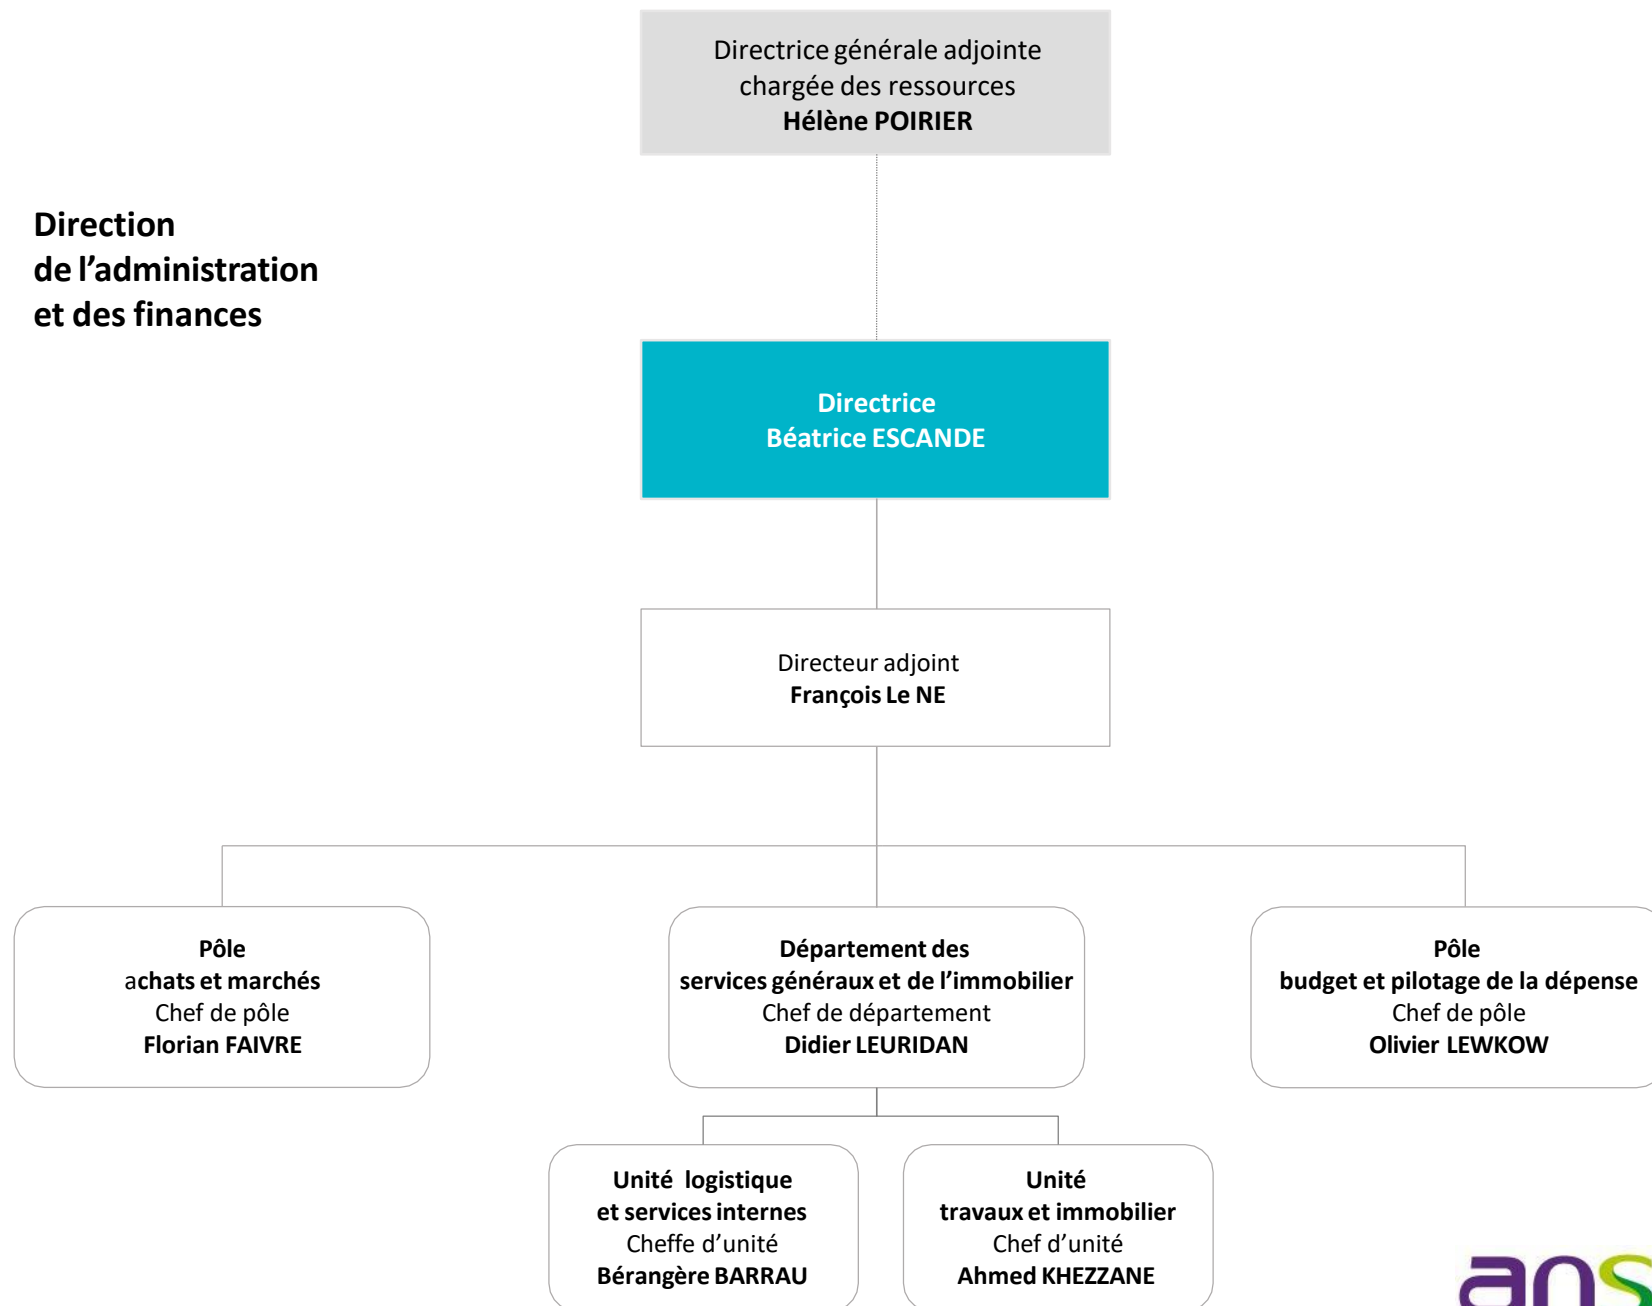 Directrice générale adjointe
chargée des ressources
Hélène POIRIER
Direction
de l'administration
et des finances
Directrice
Béatrice ESCANDE
Directeur adjoint
François Le NE
Pôle
achats et marchés
Chef de pôle
Florian FAIVRE
Département des
services généraux et de l'immobilier
Chef de département
Didier LEURIDAN
Pôle
budget et pilotage de la dépense
Chef de pôle
Olivier LEWKOW
Unité logistique
et services internes
Cheffe d'unité
Bérangère BARRAU
Unité
travaux et immobilier
Chef d'unité
Ahmed KHEZZANE